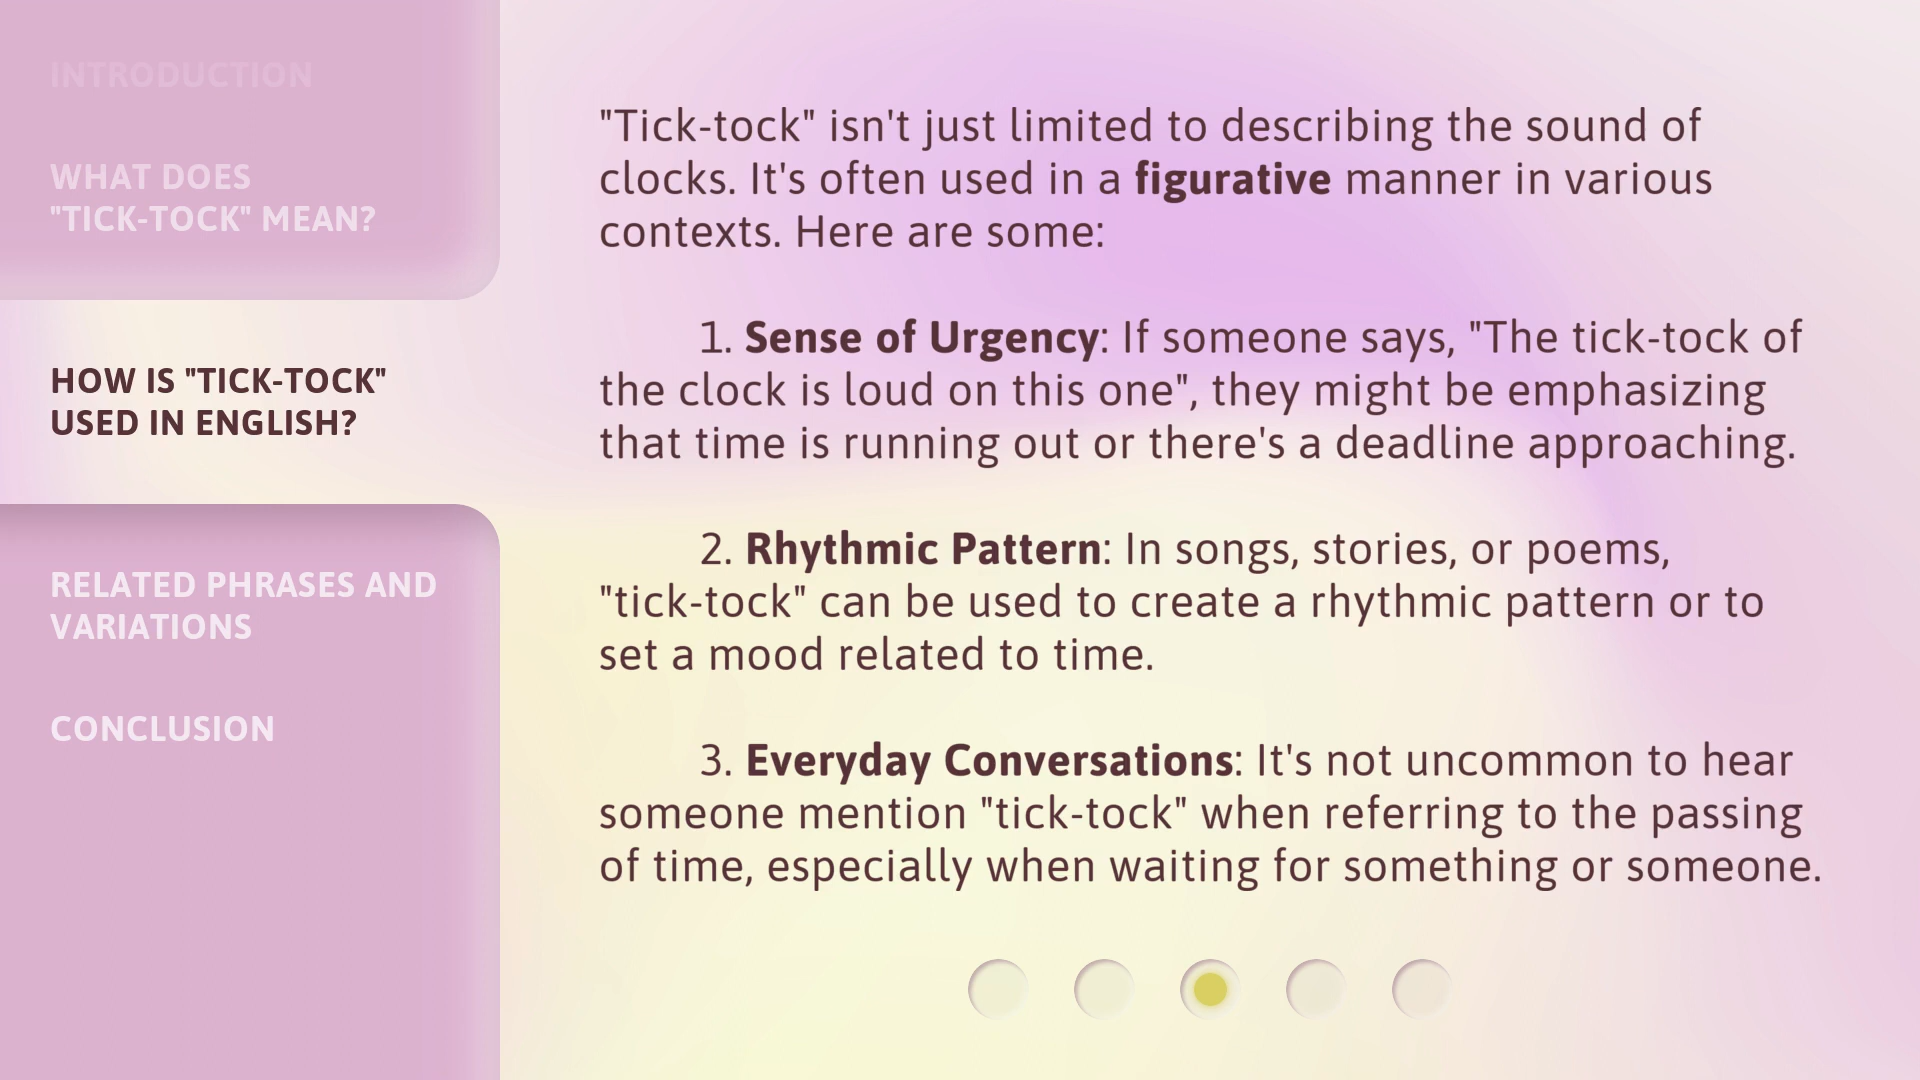 INTRODUCTION
WHAT DOES
"TICK-TOCK" MEAN?
HOW IS "TICK-TOCK"
USED IN ENGLISH?
RELATED PHRASES AND
VARIATIONS
CONCLUSION
"Tick-tock" isn't just limited to describing the sound of
clocks. It's often used in a figurative manner in various
contexts. Here are some:
1. Sense of Urgency: If someone says, "The tick-tock of
the clock is loud on this one", they might be emphasizing
that time is running out or there's a deadline approaching.
2. Rhythmic Pattern: In songs, stories, or poems,
"tick-tock" can be used to create a rhythmic pattern or to
set a mood related to time.
3. Everyday Conversations: It's not uncommon to hear
someone mention "tick-tock" when referring to the passing
of time, especially when waiting for something or someone.